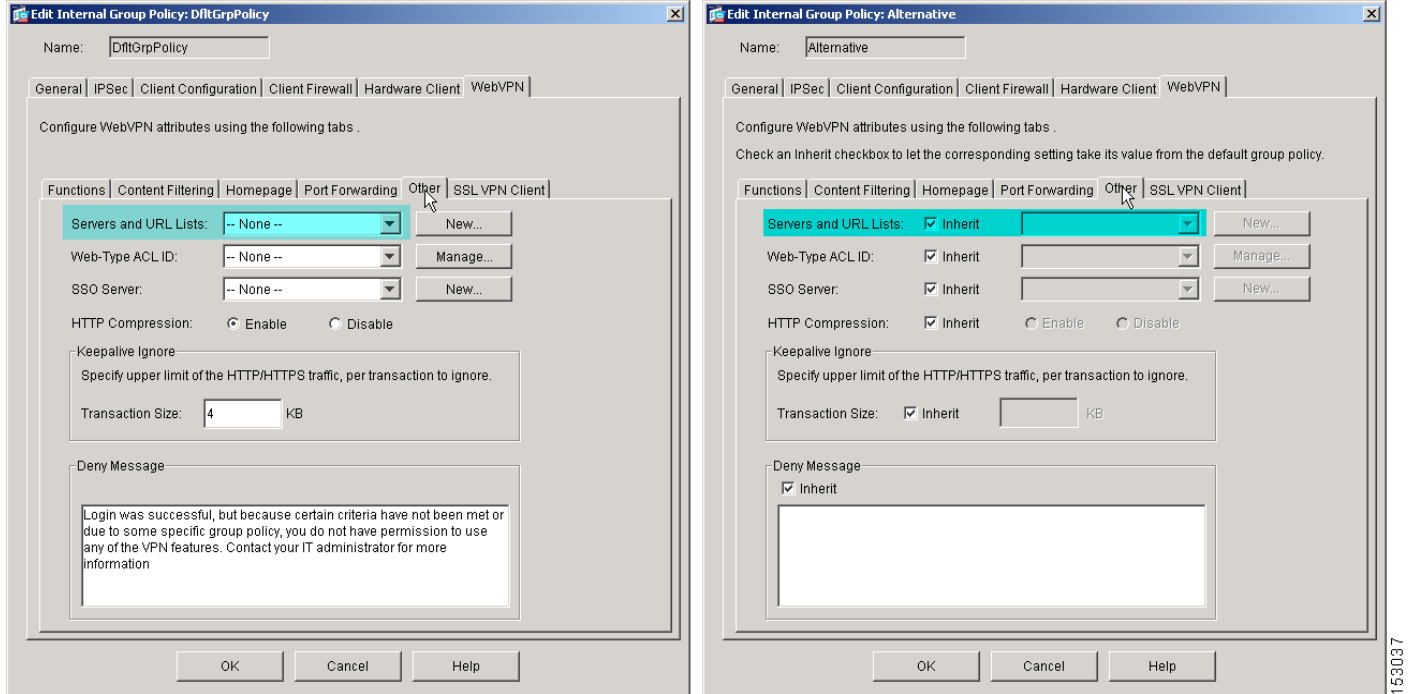 Edit Internal Group Policy: DfltGrpPolicy
Name: DfltGrpPolicy
General IPSec Client Configuration Client Firewall Hardware Client WebVPN
Configure WebVPN attributes using the following tabs .
Functions Content Filtering Homepage Port Forwarding Other SSL VPN Client
Servers and URL Lists: -- None -- New...
Web-Type ACL ID: -- None -- Manage...
SSO Server: -- None -- New...
HTTP Compression: Enable Disable
Keepalive Ignore
Specify upper limit of the HTTP/HTTPS traffic, per transaction to ignore.
Transaction Size: 4 KB
Deny Message
Login was successful, but because certain criteria have not been met or
due to some specific group policy, you do not have permission to use
any of the VPN features. Contact your IT administrator for more
information
OK Cancel Help
Edit Internal Group Policy: Alternative
Name: Alternative
General IPSec Client Configuration Client Firewall Hardware Client WebVPN
Configure WebVPN attributes using the following tabs .
Check an Inherit checkbox to let the corresponding setting take its value from the default group policy.
Functions Content Filtering Homepage Port Forwarding Other SSL VPN Client
Servers and URL Lists: Inherit New...
Web-Type ACL ID: Inherit Manage...
SSO Server: Inherit New...
HTTP Compression: Inherit Enable Disable
Keepalive Ignore
Specify upper limit of the HTTP/HTTPS traffic, per transaction to ignore.
Transaction Size: Inherit KB
Deny Message
Inherit
OK Cancel Help
153037